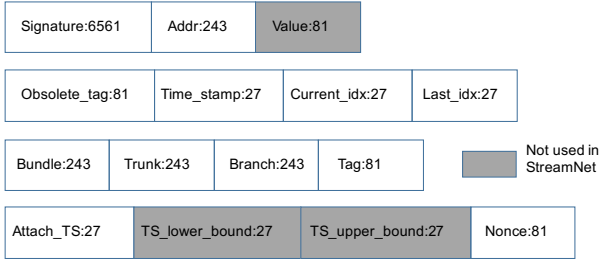 Signature:6561 Addr:243 Value:81
Obsolete_tag:81 Time_stamp:27 Current_idx:27 Last_idx:27
Bundle:243 Trunk:243 Branch:243 Tag:81
Not used in
StreamNet
Attach_TS:27 TS_lower_bound:27 TS_upper_bound:27 Nonce:81